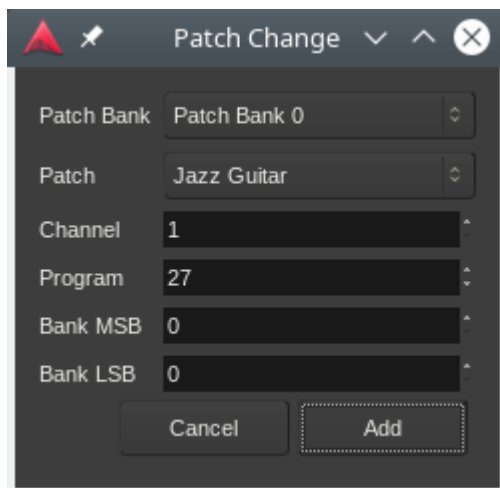 Patch Change
Patch Bank Patch Bank 0
Patch Jazz Guitar
Channel 1
Program 27
Bank MSB 0
Bank LSB 0
Cancel Add